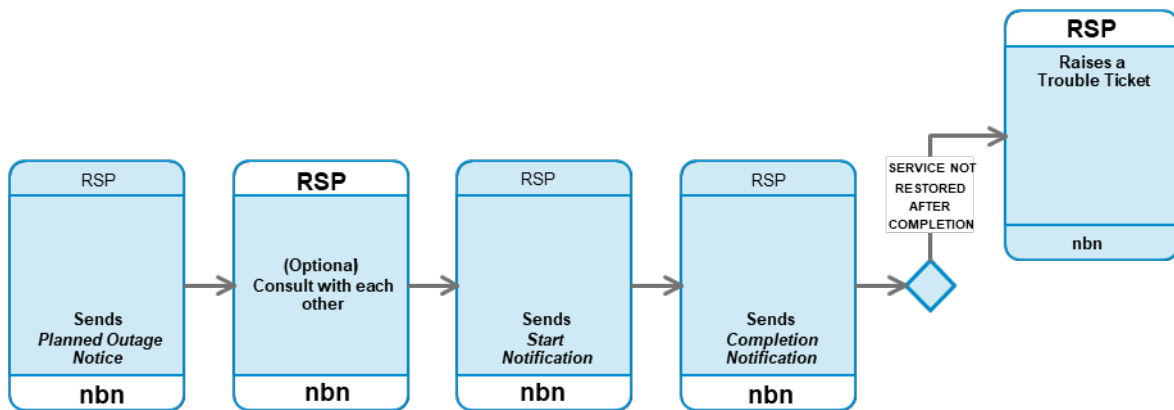 RSP
Sends
Planned Outage
Notice
nbn
RSP
(Optional)
Consult with each
other
nbn
RSP
Sends
Start
Notification
nbn
RSP
Sends
Completion
Notification
nbn
SERVICE NOT
RESTORED
AFTER
COMPLETION
RSP
Raises a
Trouble Ticket
nbn